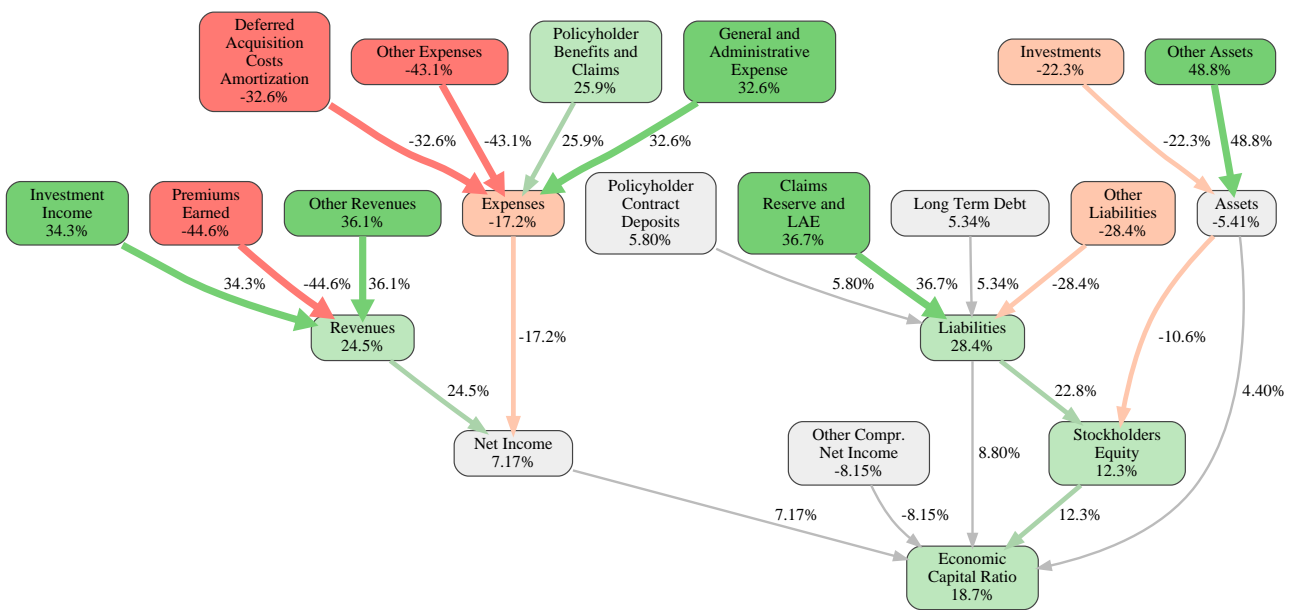 Deferred
Acquisition
Costs
Amortization
-32.6%
Other Expenses
-43.1%
Policyholder
Benefits and
Claims
25.9%
General and
Administrative
Expense
32.6%
Investments
-22.3%
Other Assets
48.8%
-32.6%
-43.1%
25.9%
32.6%
-22.3%
48.8%
Investment
Income
34.3%
Premiums
Earned
-44.6%
Other Revenues
36.1%
Expenses
-17.2%
Policyholder
Contract
Deposits
5.80%
Claims
Reserve and
LAE
36.7%
Long Term Debt
5.34%
Other
Liabilities
-28.4%
Assets
-5.41%
34.3%
-44.6%
36.1%
5.80%
36.7%
5.34%
-28.4%
Revenues
24.5%
-17.2%
Liabilities
28.4%
-10.6%
24.5%
22.8%
4.40%
Net Income
7.17%
Other Compr.
Net Income
-8.15%
8.80%
Stockholders
Equity
12.3%
7.17%
-8.15%
12.3%
Economic
Capital Ratio
18.7%